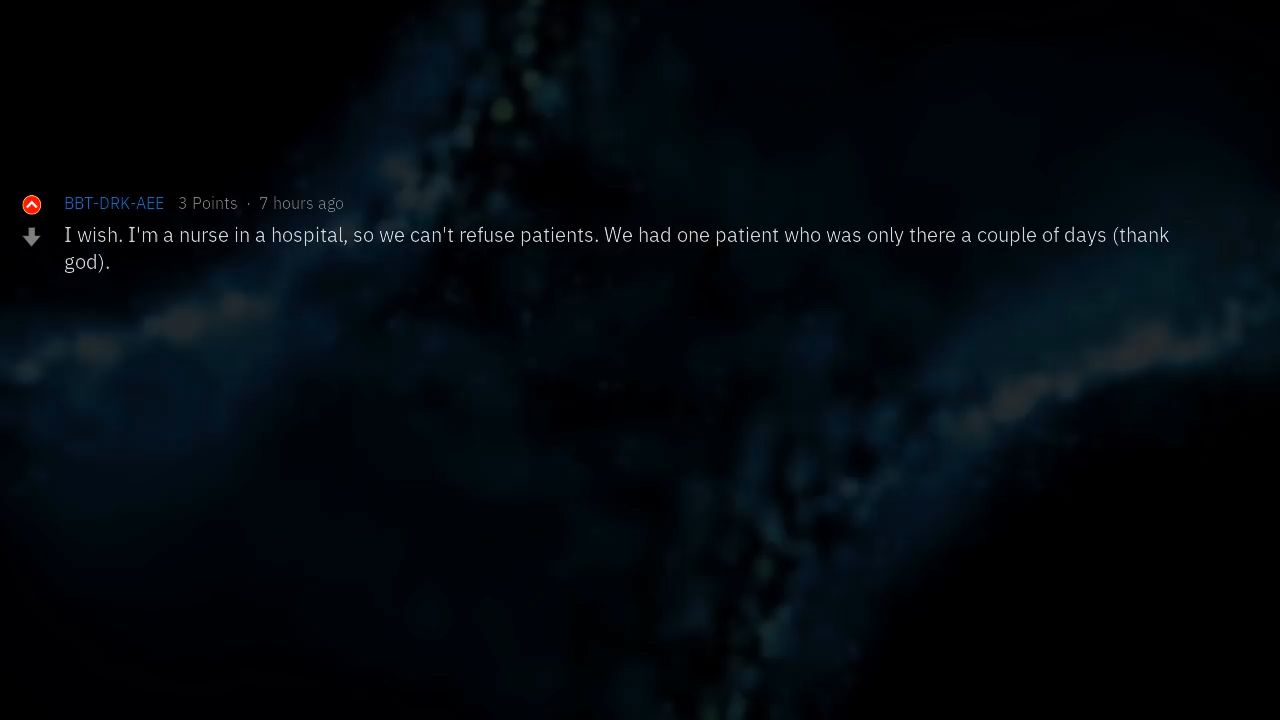 BBT-DRK-AEE 3 Points · 7 hours ago
I wish. I'm a nurse in a hospital, so we can't refuse patients. We had one patient who was only there a couple of days (thank
god).